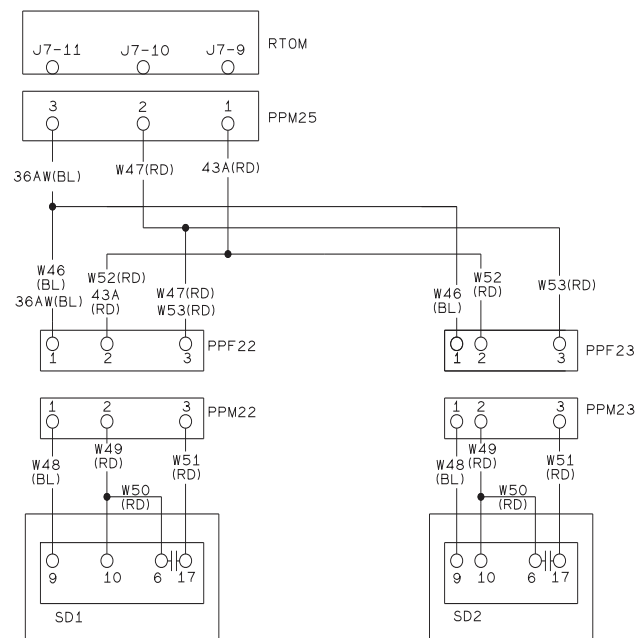 J7-11 J7-10 J7-9 RTOM
3 2 1 PPM25
36AW(BL) W47(RD) 43A(RD)
W46
(BL)
36AW(BL)
W52(RD)
43A
(RD)
W47(RD)
W53(RD)
W46
(BL)
W52
(RD)
W53(RD)
1 2 3 PPF22
1 2 3 PPF23
1 2 3 PPM22
1 2 3 PPM23
W48
(BL)
W49
(RD)
W51
(RD)
W50
(RD)
W48
(BL)
W49
(RD)
W51
(RD)
W50
(RD)
9 10 6 17
SD1
9 10 6 17
SD2